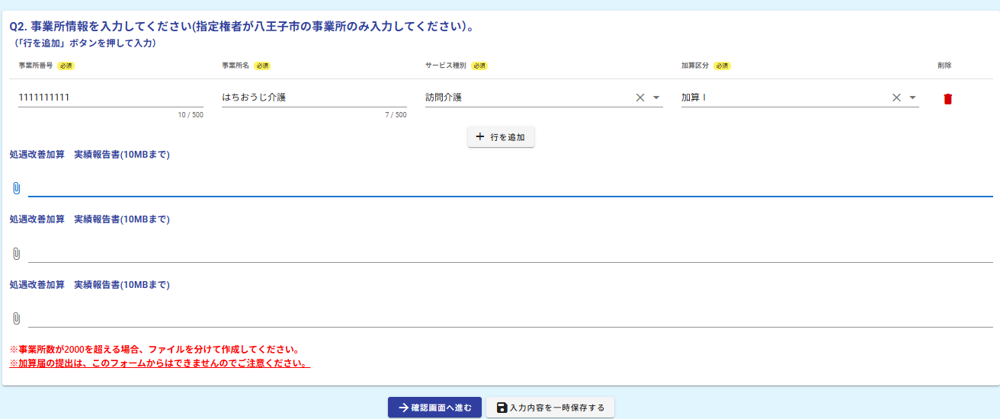 Q2. 事業所情報を入力してください(指定権者が八王子市の事業所のみ入力してください）。
（「行を追加」ボタンを押して入力）
事業所番号 必須 事業所名 必須 サービス種別 必須 加算区分 必須 削除
1111111111 はちおうじ介護 訪問介護 加算Ⅰ
10 / 500 7 / 500
行を追加
処遇改善加算　実績報告書(10MBまで)
処遇改善加算　実績報告書(10MBまで)
処遇改善加算　実績報告書(10MBまで)
※事業所数が2000を超える場合、ファイルを分けて作成してください。
※加算届の提出は、このフォームからはできませんのでご注意ください。
確認画面へ進む 入力内容を一時保存する